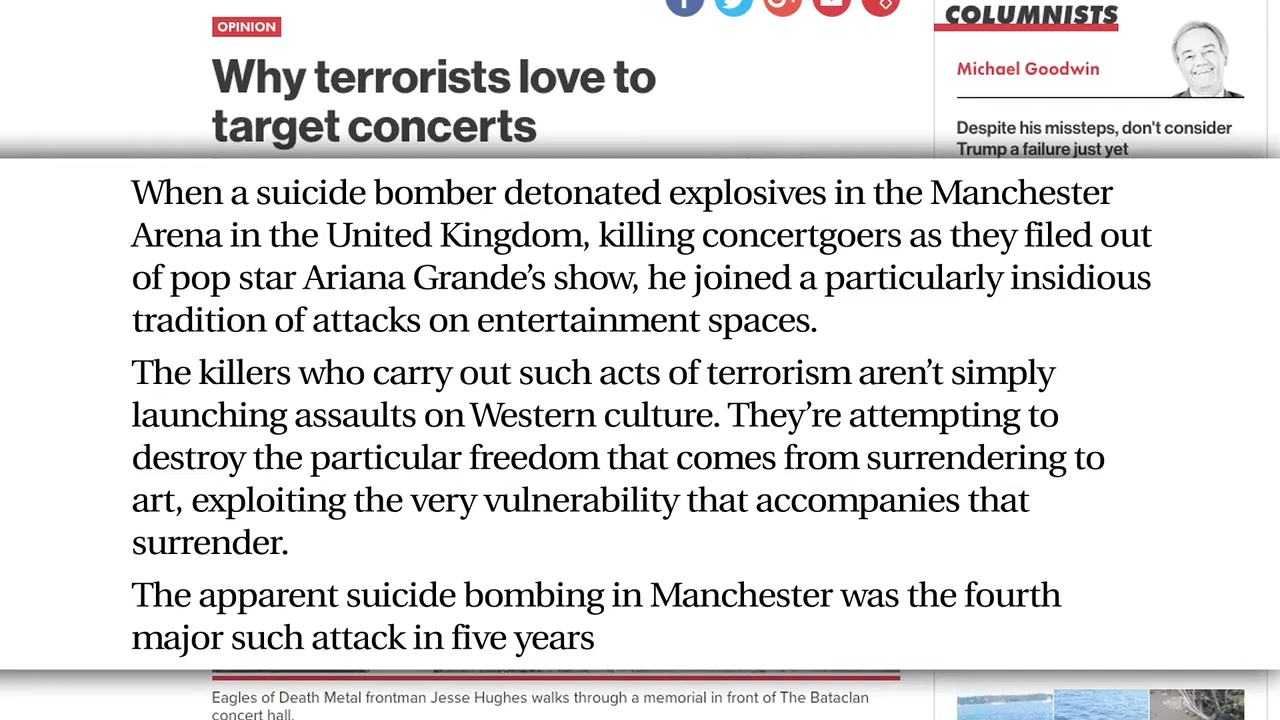 OPINION
Why terrorists love to
target concerts
COLUMNISTS
Michael Goodwin
Despite his missteps, don't consider
Trump a failure just yet
When a suicide bomber detonated explosives in the Manchester
Arena in the United Kingdom, killing concertgoers as they filed out
of pop star Ariana Grande’s show, he joined a particularly insidious
tradition of attacks on entertainment spaces.
The killers who carry out such acts of terrorism aren’t simply
launching assaults on Western culture. They’re attempting to
destroy the particular freedom that comes from surrendering to
art, exploiting the very vulnerability that accompanies that
surrender.
The apparent suicide bombing in Manchester was the fourth
major such attack in five years
Eagles of Death Metal frontman Jesse Hughes walks through a memorial in front of The Bataclan
concert hall.